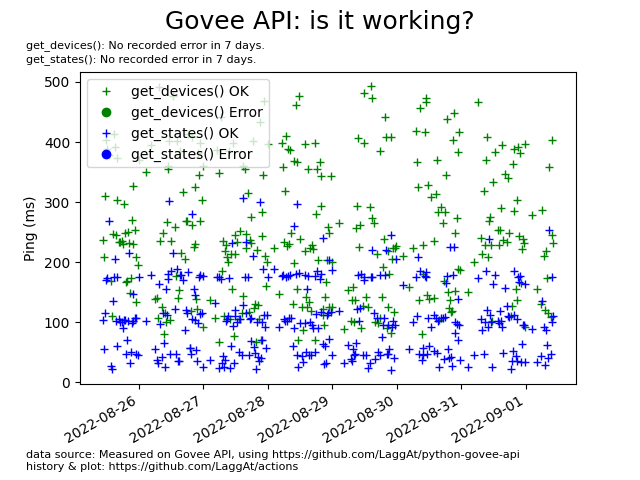 Govee API: is it working?
get_devices(): No recorded error in 7 days.
get_states(): No recorded error in 7 days.
500
400
300
200
100
0
Ping (ms)
get_devices() OK
get_devices() Error
get_states() OK
get_states() Error
2022-08-26
2022-08-27
2022-08-28
2022-08-29
2022-08-30
2022-08-31
2022-09-01
data source: Measured on Govee API, using https://github.com/LaggAt/python-govee-api
history & plot: https://github.com/LaggAt/actions